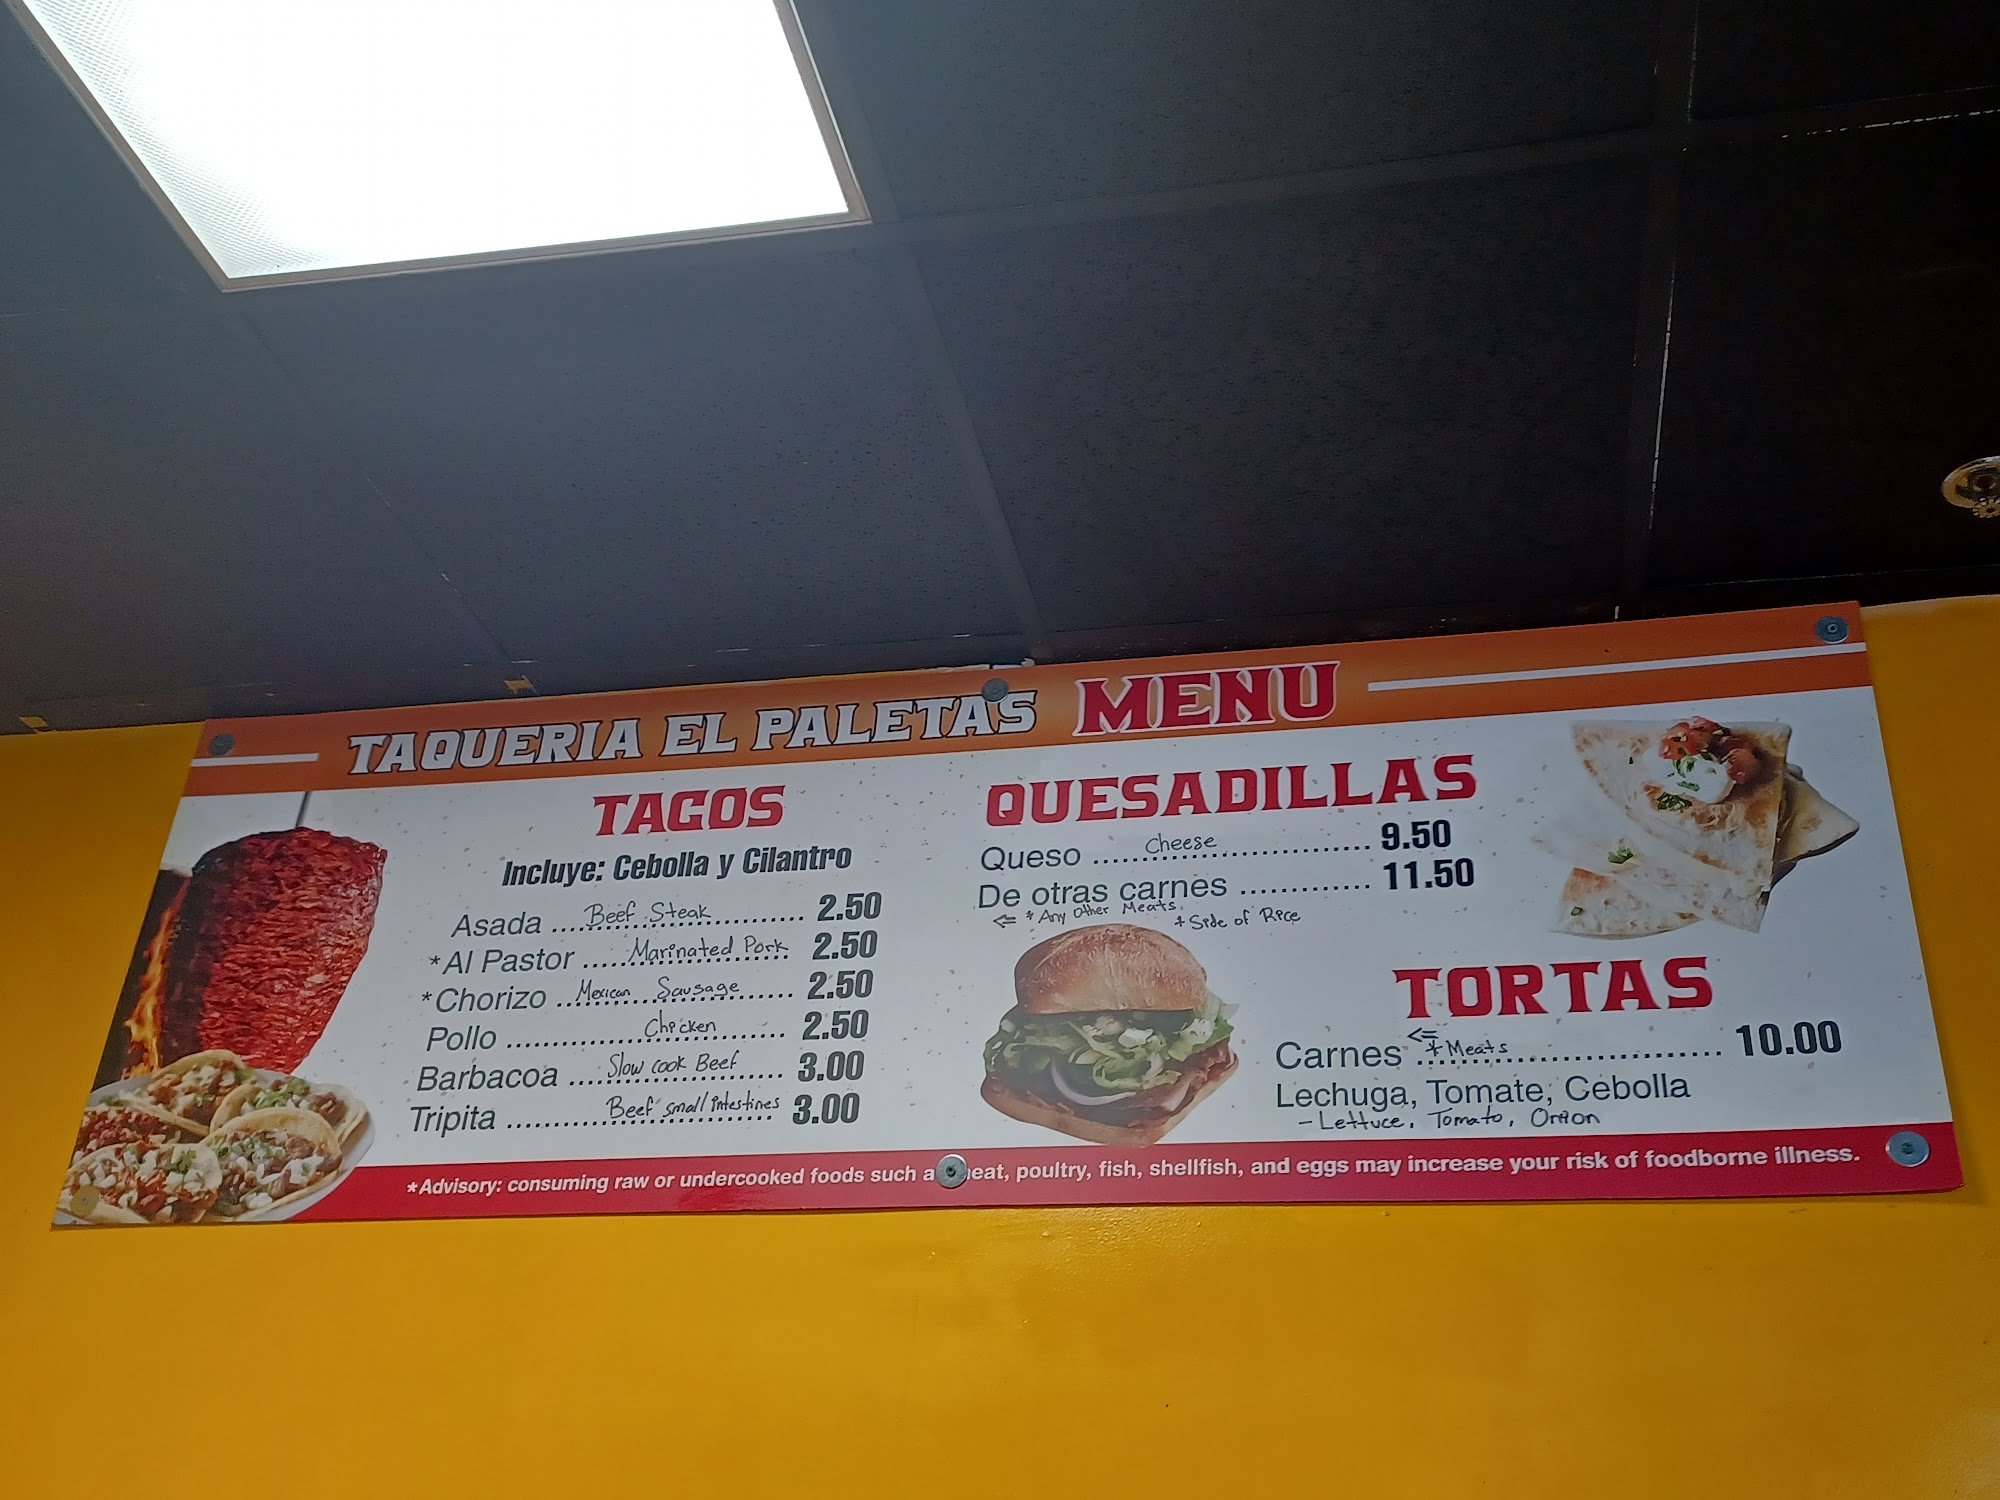 TAQUERIA EL PALETAS MENU
TACOS
Incluye: Cebolla y Cilantro
Asada ..... Beef Steak ..... 2.50
*Al Pastor ..... Marinated Pork ..... 2.50
*Chorizo ..... Mexican Sausage ..... 2.50
Pollo ..... Chicken ..... 2.50
Barbacoa ..... Slow cook Beef ..... 3.00
Tripita ..... Beef small intestines ..... 3.00
QUESADILLAS
Queso ..... Cheese ..... 9.50
De otras carnes ..... 11.50
⇐ * Any other Meats
+ Side of Rice
TORTAS
Carnes ⇐ * Meats ..... 10.00
Lechuga, Tomate, Cebolla
- Lettuce, Tomato, Onion
*Advisory: consuming raw or undercooked foods such as meat, poultry, fish, shellfish, and eggs may increase your risk of foodborne illness.